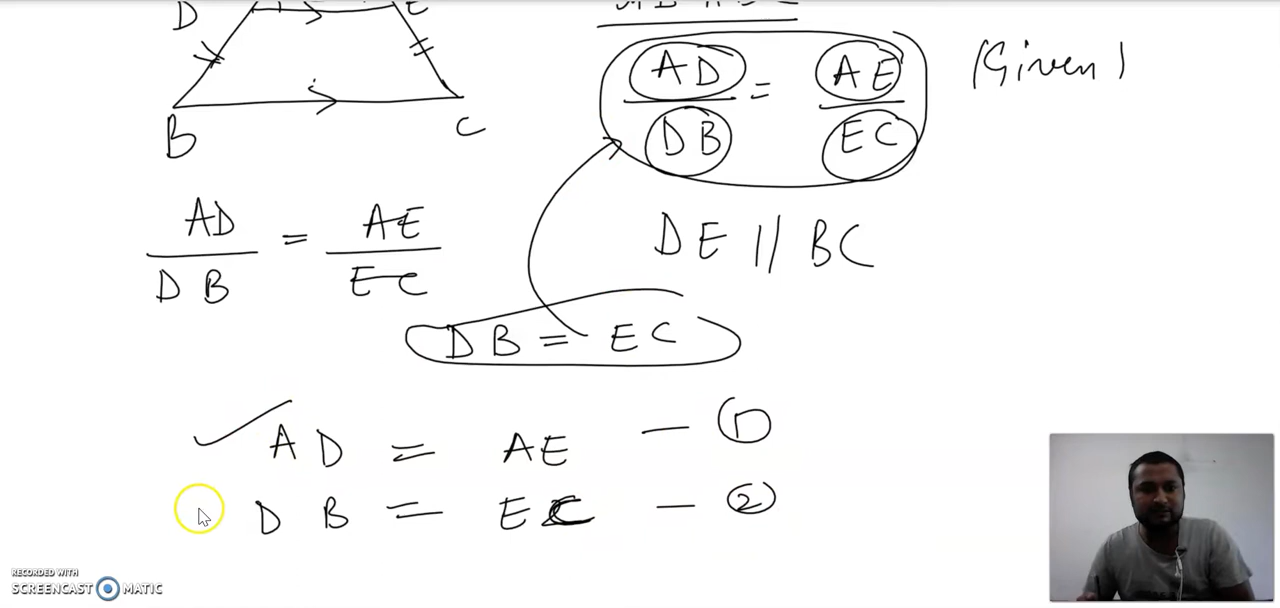 D E
B C
AD/DB = AE/EC (Given)
AD/DB = AE/EC
DE || BC
DB = EC
AD = AE — ①
DB = EC — ②
RECORDED WITH
SCREENCAST MATIC